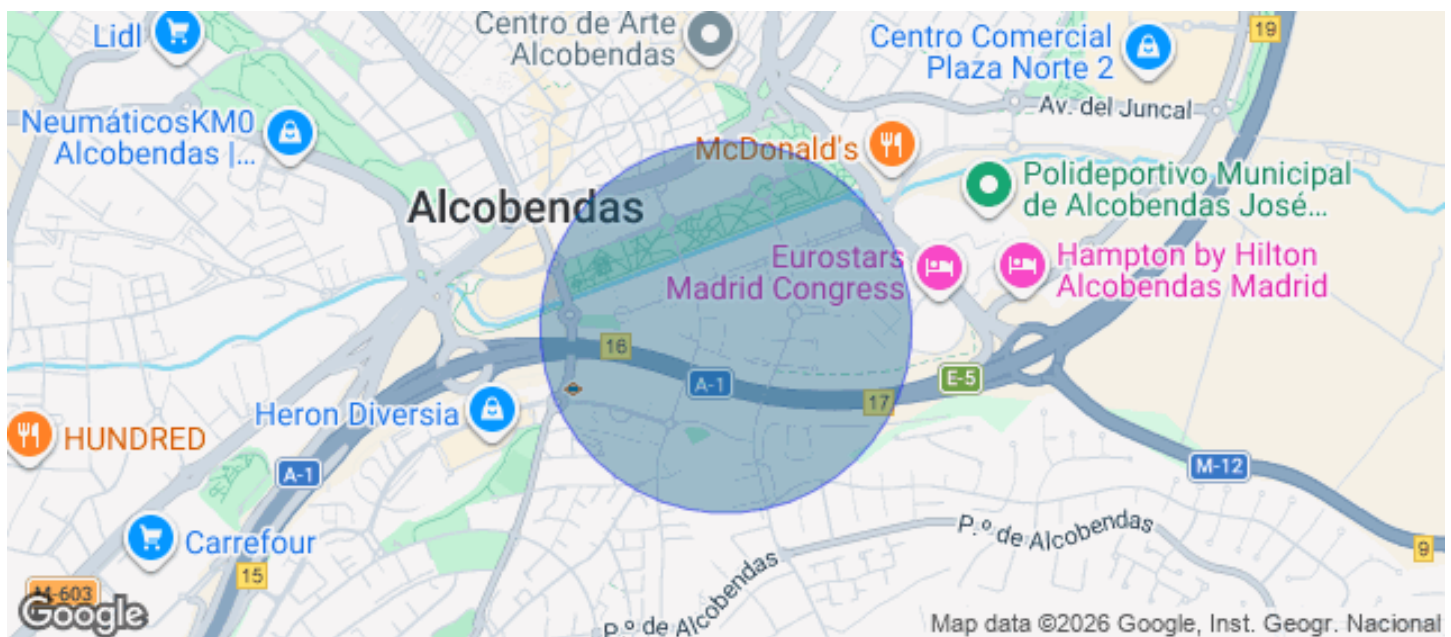 Lidl
Centro de Arte
Alcobendas
Centro Comercial
Plaza Norte 2
19
Av. del Juncal
NeumáticosKM0
Alcobendas |...
McDonald's
Polideportivo Municipal
de Alcobendas José...
Alcobendas
Eurostars
Madrid Congress
Hampton by Hilton
Alcobendas Madrid
16
A-1
E-5
17
Heron Diversia
HUNDRED
A-1
M-12
Carrefour
P.º de Alcobendas
9
15
M-603
Google
P.º de Alcobendas
Map data ©2026 Google, Inst. Geogr. Nacional